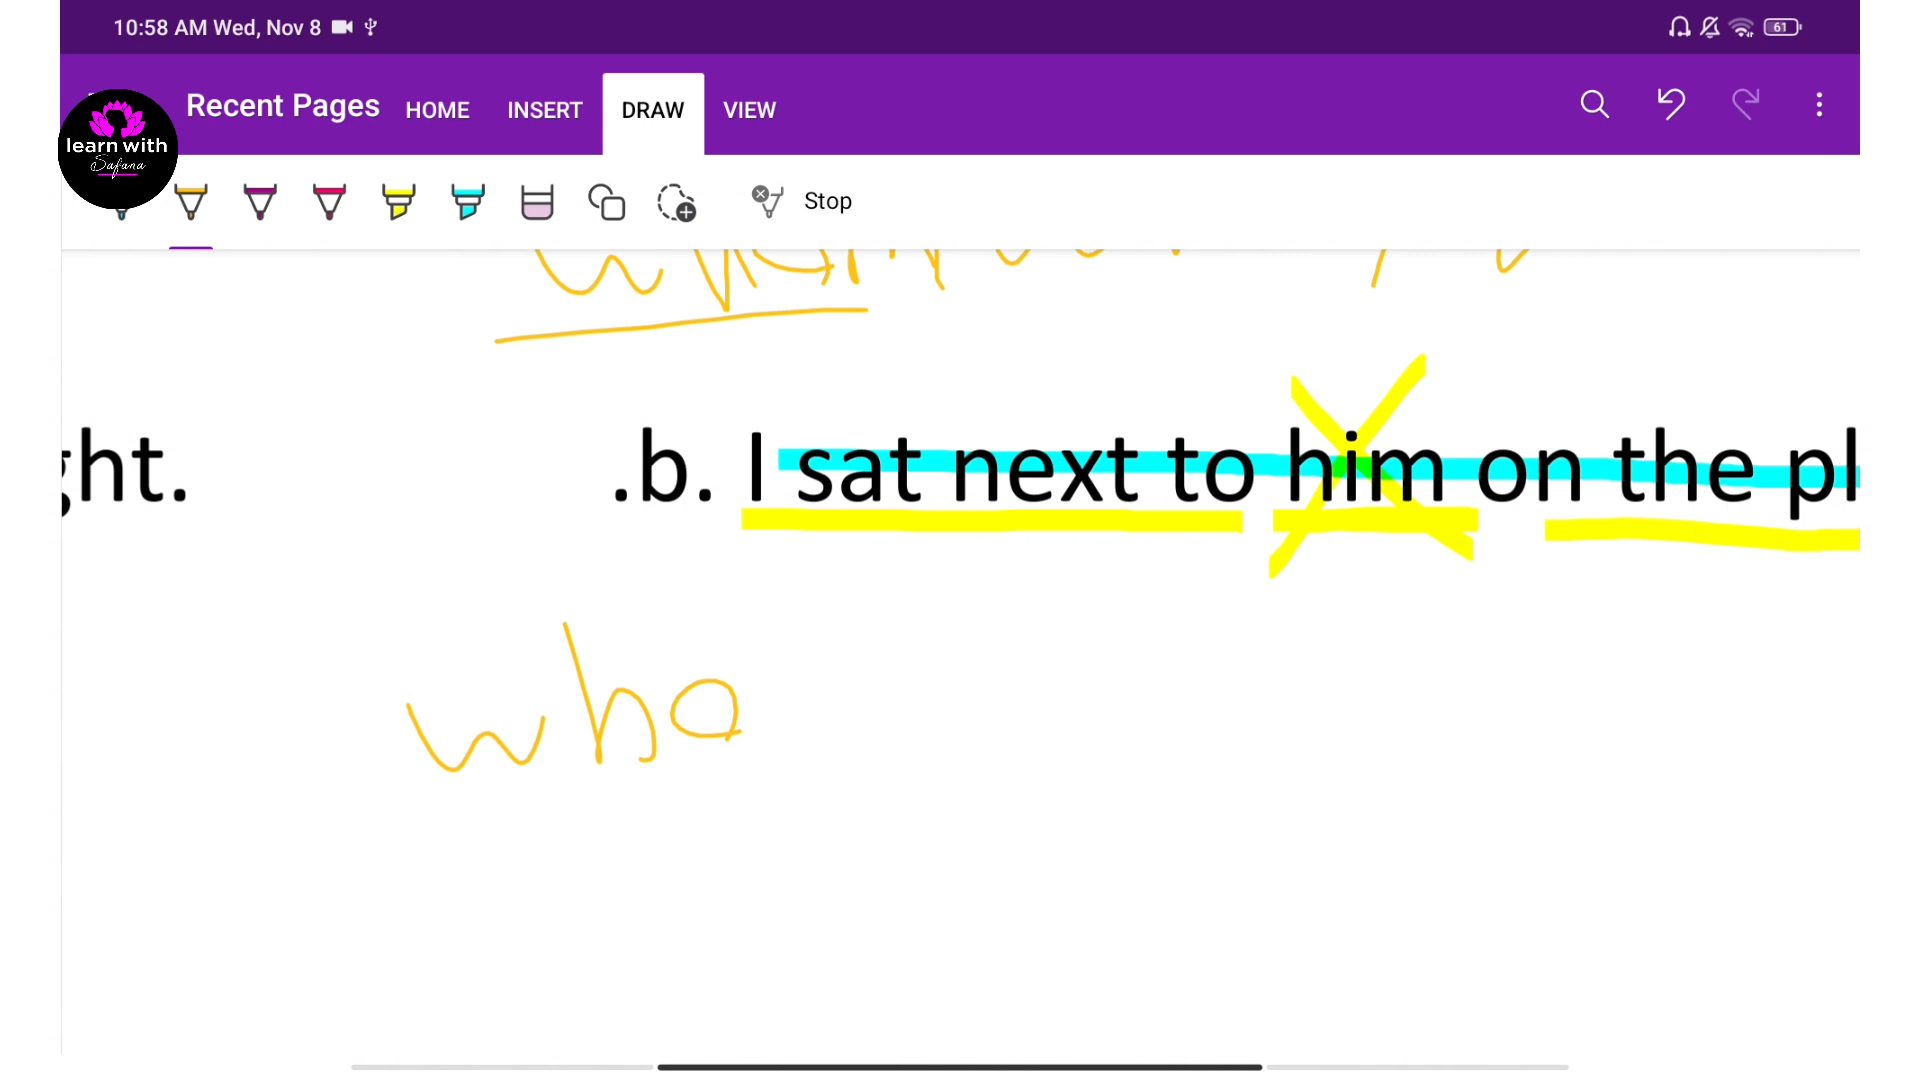 10:58 AM Wed, Nov 8
61
Recent Pages HOME INSERT DRAW VIEW
learn with
Safana
Stop
ght. .b. I sat next to him on the pl
who